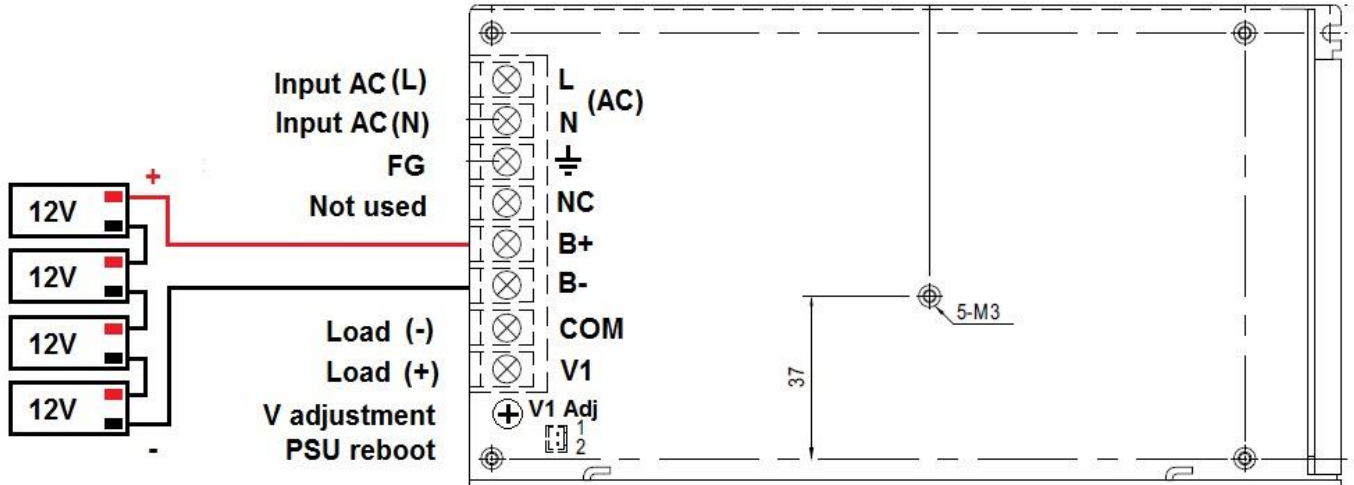 Input AC (L) L
(AC)
Input AC (N) N
FG
Not used NC
+
12V
B+
12V
B-
12V
Load (-) COM
Load (+) V1
12V
-
V adjustment V1 Adj
PSU reboot 1
2
5-M3
37